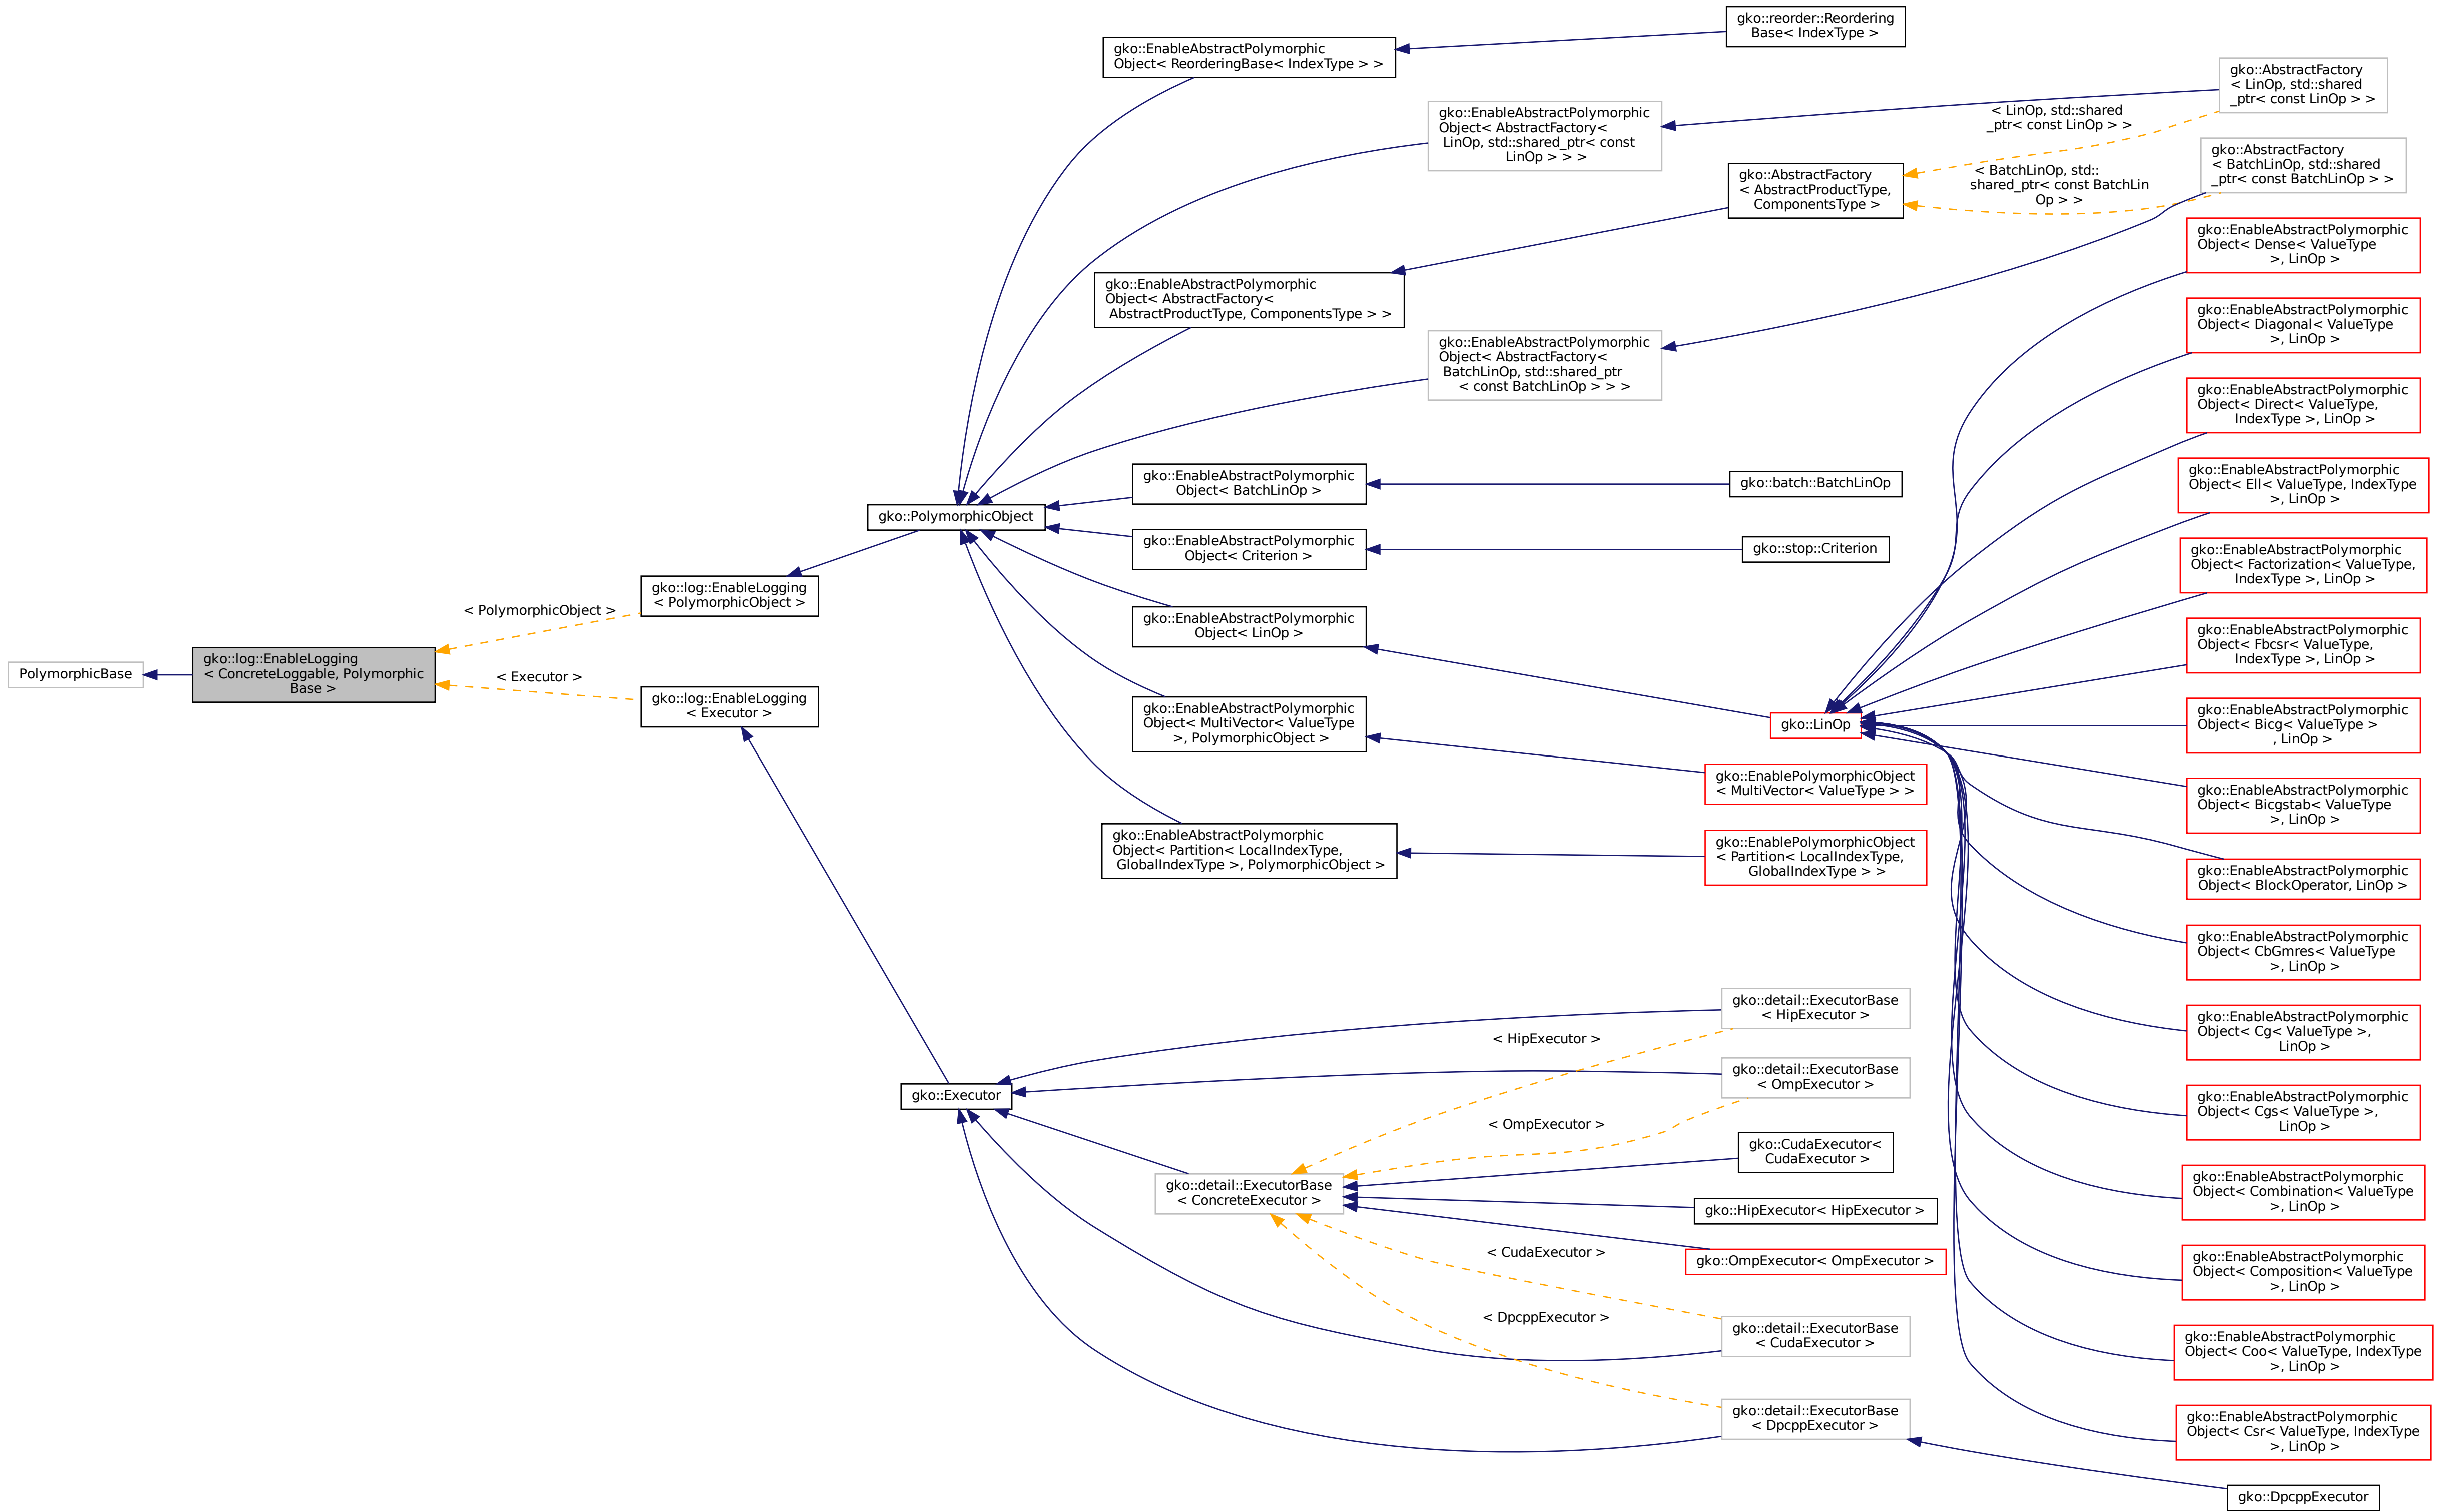 PolymorphicBase
gko::log::EnableLogging
< ConcreteLoggable, Polymorphic
Base >
< PolymorphicObject >
< Executor >
gko::log::EnableLogging
< PolymorphicObject >
gko::log::EnableLogging
< Executor >
gko::PolymorphicObject
gko::Executor
gko::EnableAbstractPolymorphic
Object< ReorderingBase< IndexType > >
gko::reorder::Reordering
Base< IndexType >
gko::EnableAbstractPolymorphic
Object< AbstractFactory<
LinOp, std::shared_ptr< const
LinOp > > >
gko::AbstractFactory
< LinOp, std::shared
_ptr< const LinOp > >
< LinOp, std::shared
_ptr< const LinOp > >
gko::AbstractFactory
< AbstractProductType,
ComponentsType >
< BatchLinOp, std::
shared_ptr< const BatchLin
Op > >
gko::AbstractFactory
< BatchLinOp, std::shared
_ptr< const BatchLinOp > >
gko::EnableAbstractPolymorphic
Object< AbstractFactory<
AbstractProductType, ComponentsType > >
gko::EnableAbstractPolymorphic
Object< AbstractFactory<
BatchLinOp, std::shared_ptr
< const BatchLinOp > > >
gko::EnableAbstractPolymorphic
Object< BatchLinOp >
gko::batch::BatchLinOp
gko::EnableAbstractPolymorphic
Object< Criterion >
gko::stop::Criterion
gko::EnableAbstractPolymorphic
Object< LinOp >
gko::LinOp
gko::EnableAbstractPolymorphic
Object< MultiVector< ValueType
>, PolymorphicObject >
gko::EnablePolymorphicObject
< MultiVector< ValueType > >
gko::EnableAbstractPolymorphic
Object< Partition< LocalIndexType,
GlobalIndexType >, PolymorphicObject >
gko::EnablePolymorphicObject
< Partition< LocalIndexType,
GlobalIndexType > >
gko::EnableAbstractPolymorphic
Object< Dense< ValueType
>, LinOp >
gko::EnableAbstractPolymorphic
Object< Diagonal< ValueType
>, LinOp >
gko::EnableAbstractPolymorphic
Object< Direct< ValueType,
IndexType >, LinOp >
gko::EnableAbstractPolymorphic
Object< Ell< ValueType, IndexType
>, LinOp >
gko::EnableAbstractPolymorphic
Object< Factorization< ValueType,
IndexType >, LinOp >
gko::EnableAbstractPolymorphic
Object< Fbcsr< ValueType,
IndexType >, LinOp >
gko::EnableAbstractPolymorphic
Object< Bicg< ValueType >
, LinOp >
gko::EnableAbstractPolymorphic
Object< Bicgstab< ValueType
>, LinOp >
gko::EnableAbstractPolymorphic
Object< BlockOperator, LinOp >
gko::EnableAbstractPolymorphic
Object< CbGmres< ValueType
>, LinOp >
gko::EnableAbstractPolymorphic
Object< Cg< ValueType >,
LinOp >
gko::EnableAbstractPolymorphic
Object< Cgs< ValueType >,
LinOp >
gko::EnableAbstractPolymorphic
Object< Combination< ValueType
>, LinOp >
gko::EnableAbstractPolymorphic
Object< Composition< ValueType
>, LinOp >
gko::EnableAbstractPolymorphic
Object< Coo< ValueType, IndexType
>, LinOp >
gko::EnableAbstractPolymorphic
Object< Csr< ValueType, IndexType
>, LinOp >
gko::detail::ExecutorBase
< HipExecutor >
< HipExecutor >
gko::detail::ExecutorBase
< OmpExecutor >
< OmpExecutor >
gko::CudaExecutor<
CudaExecutor >
gko::detail::ExecutorBase
< ConcreteExecutor >
gko::HipExecutor< HipExecutor >
gko::OmpExecutor< OmpExecutor >
< CudaExecutor >
< DpcppExecutor >
gko::detail::ExecutorBase
< CudaExecutor >
gko::detail::ExecutorBase
< DpcppExecutor >
gko::DpcppExecutor